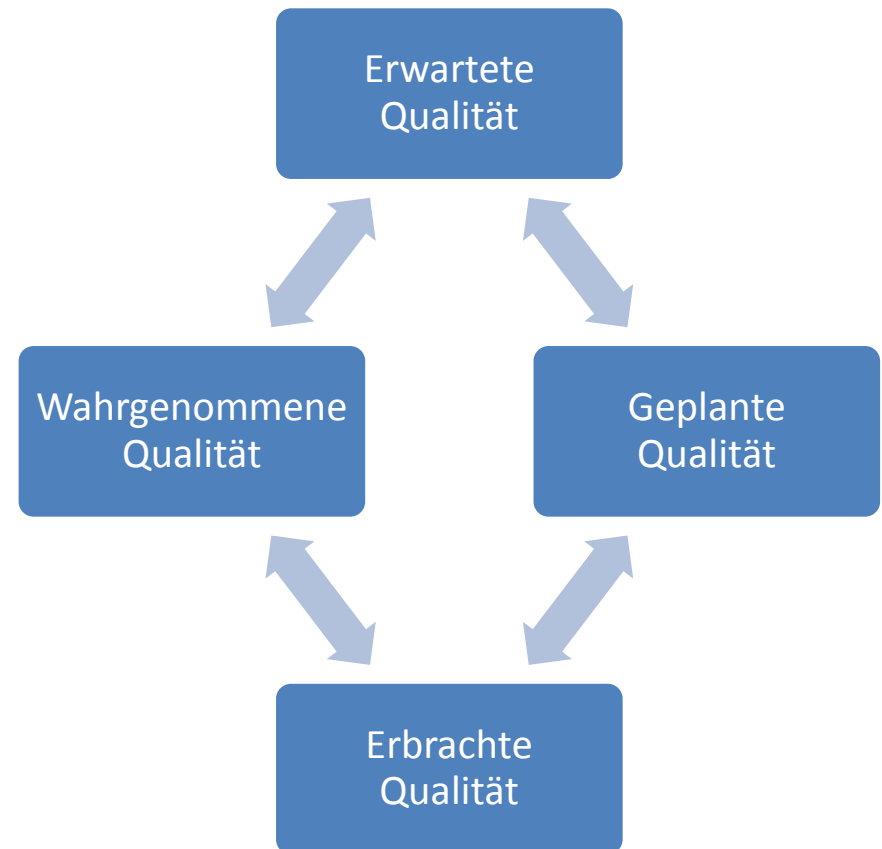 Erwartete
Qualität
Wahrgenommene
Qualität
Geplante
Qualität
Erbrachte
Qualität